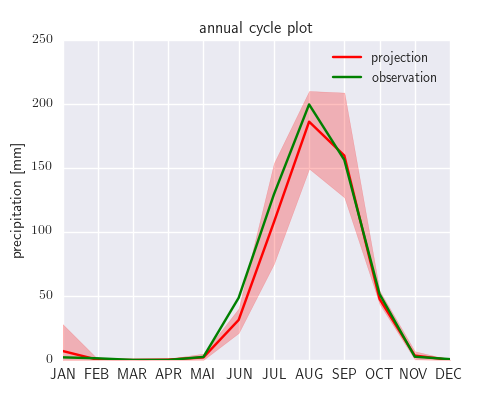 annual cycle plot
250
projection
observation
200
150
precipitation [mm]
100
50
0
JAN FEB MAR APR MAI JUN JUL AUG SEP OCT NOV DEC